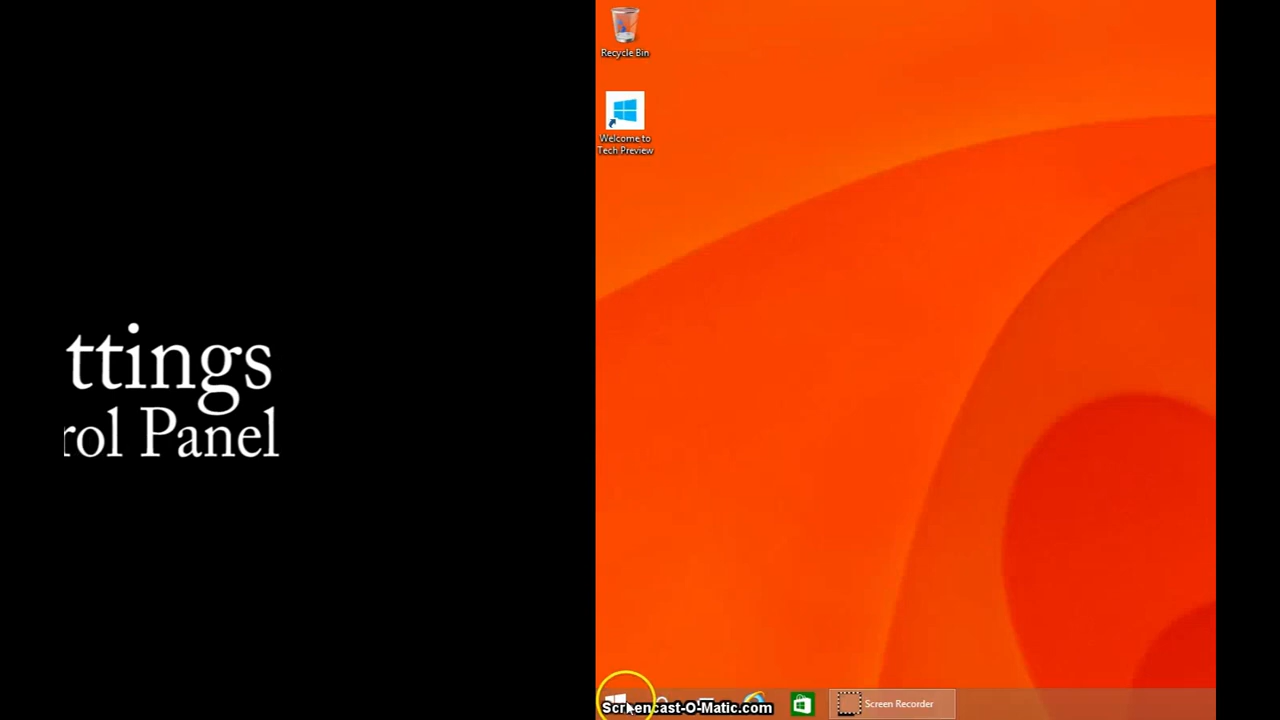 ttings
rol Panel
Recycle Bin
Welcome to
Tech Preview
Screencast-O-Matic.com
Screen Recorder